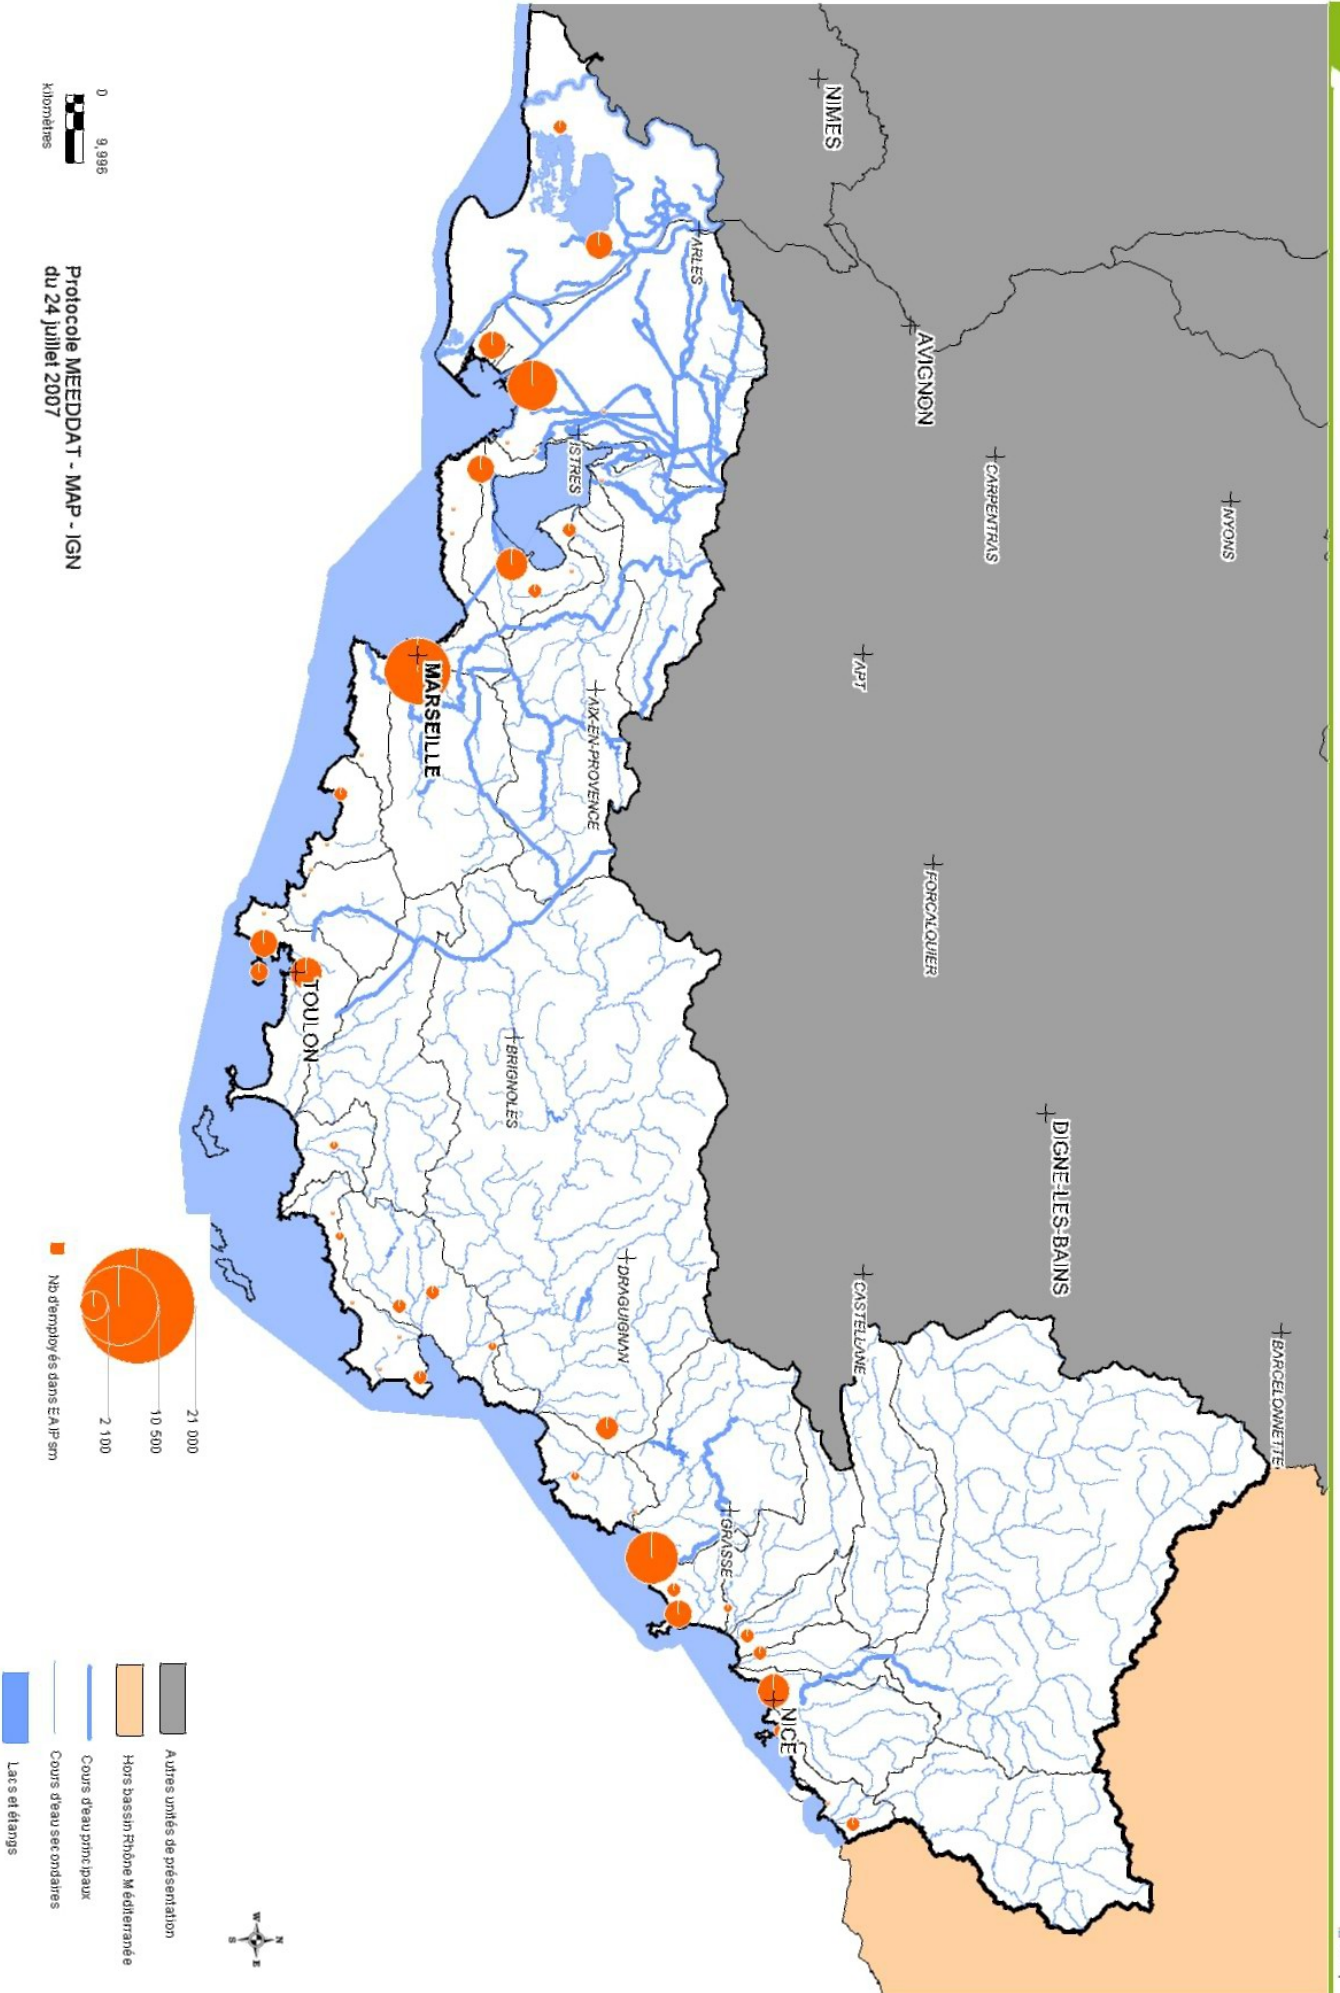 NIMES
AVIGNON
CARPENTRAS
NYONS
ARLES
ISTRES
APT
MARSEILLE
AIX-EN-PROVENCE
FORCALQUIER
TOULON
BRIGNOLES
DIGNE-LES-BAINS
DRAGUIGNAN
CASTELLANE
BARCELONNETTE
GRASSE
NICE
0 9,996
kilomètres
Protocole MEEDDAT - MAP - IGN
du 24 juillet 2007
21 000
10 500
2 100
Nb d'employés dans EAIP sm
Autres unités de présentation
Hors bassin Rhône Méditerranée
Cours d'eau principaux
Cours d'eau secondaires
Lacs et étangs
N
W
E
S